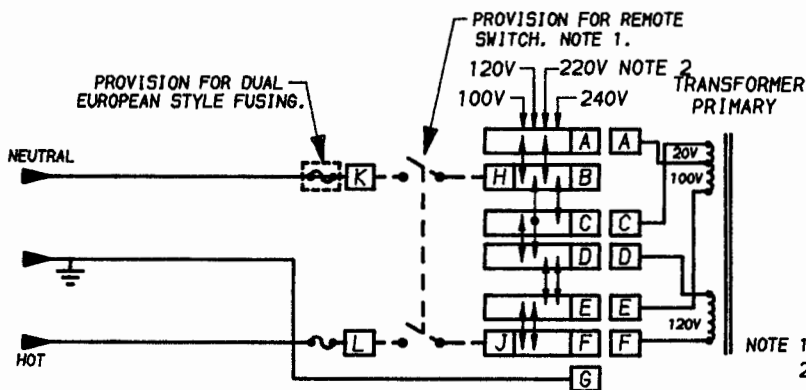 PROVISION FOR REMOTE
SWITCH. NOTE 1.
PROVISION FOR DUAL
EUROPEAN STYLE FUSING.
120V
220V NOTE 2
100V
240V
TRANSFORMER
PRIMARY
NEUTRAL
K
H
A
A
B
20V
100V
C
C
D
D
E
E
120V
HOT
L
J
F
F
G
NOTE 1
2